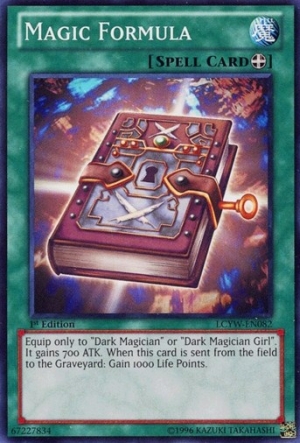 Magic Formula
魔
[Spell Card]
1st Edition
LCYW-EN082
Equip only to "Dark Magician" or "Dark Magician Girl".
It gains 700 ATK. When this card is sent from the field
to the Graveyard: Gain 1000 Life Points.
67227834
©1996 KAZUKI TAKAHASHI